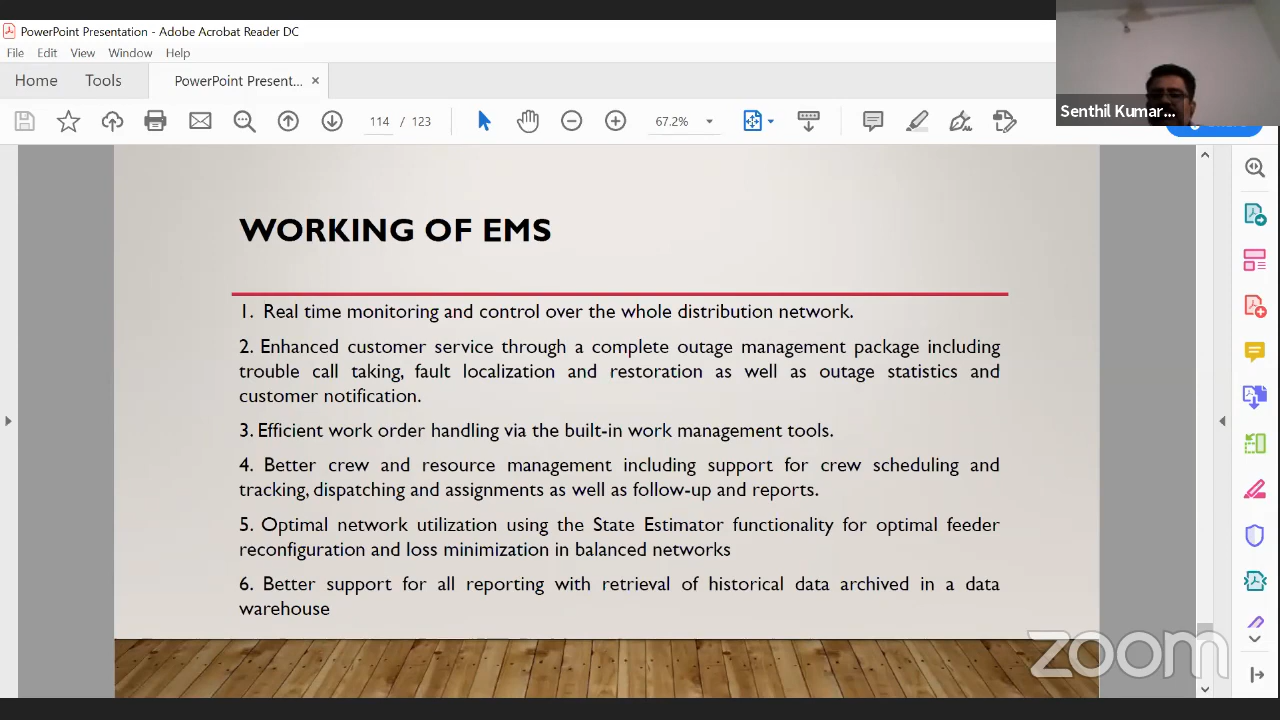 PowerPoint Presentation - Adobe Acrobat Reader DC
File Edit View Window Help
Home Tools PowerPoint Present... ×
114 / 123 67.2%
Senthil Kumar...
WORKING OF EMS
1. Real time monitoring and control over the whole distribution network.
2. Enhanced customer service through a complete outage management package including
trouble call taking, fault localization and restoration as well as outage statistics and
customer notification.
3. Efficient work order handling via the built-in work management tools.
4. Better crew and resource management including support for crew scheduling and
tracking, dispatching and assignments as well as follow-up and reports.
5. Optimal network utilization using the State Estimator functionality for optimal feeder
reconfiguration and loss minimization in balanced networks
6. Better support for all reporting with retrieval of historical data archived in a data
warehouse
zoom